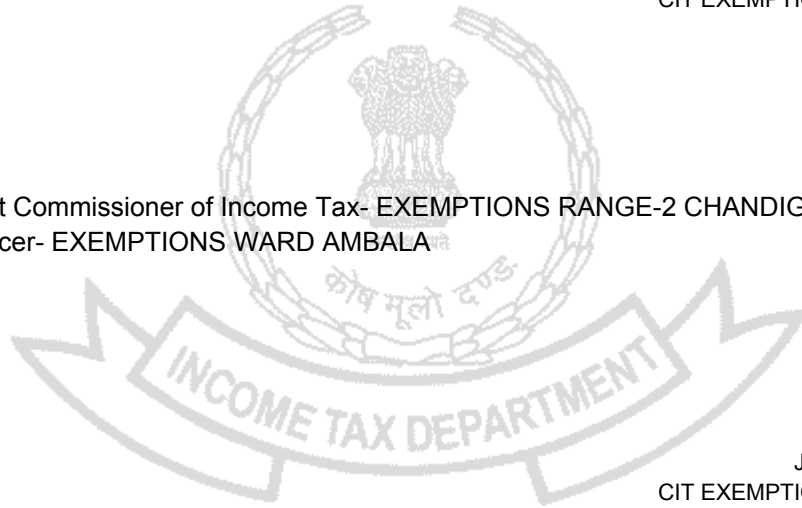 CIT EXEMPTI
t Commissioner of Income Tax- EXEMPTIONS RANGE-2 CHANDIG
cer- EXEMPTIONS WARD AMBALA
कोष मूलो दण्डः
INCOME TAX DEPARTMENT
J
CIT EXEMPTI